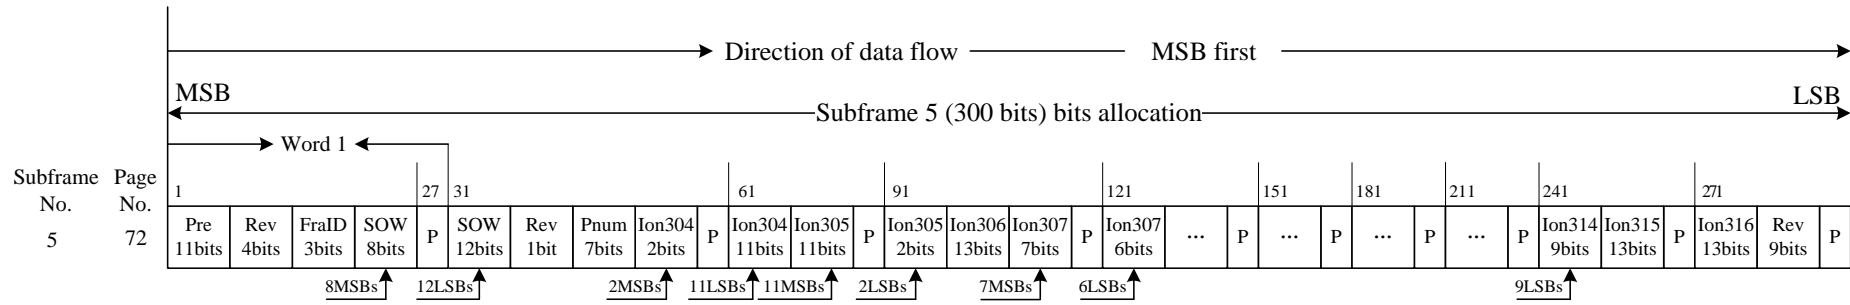 Direction of data flow MSB first
MSB LSB
Subframe 5 (300 bits) bits allocation
Word 1
Subframe No. Page No. 1 27 31 61 91 121 151 181 211 241 271
5 72 Pre 11bits Rev 4bits FraID 3bits SOW 8bits P SOW 12bits Rev 1bit Pnum 7bits Ion304 2bits P Ion304 11bits Ion305 11bits P Ion305 2bits Ion306 13bits Ion307 7bits P Ion307 6bits ... P ... P ... P ... P Ion314 9bits Ion315 13bits P Ion316 13bits Rev 9bits P
8MSBs 12LSBs 2MSBs 11LSBs 11MSBs 2LSBs 7MSBs 6LSBs 9LSBs